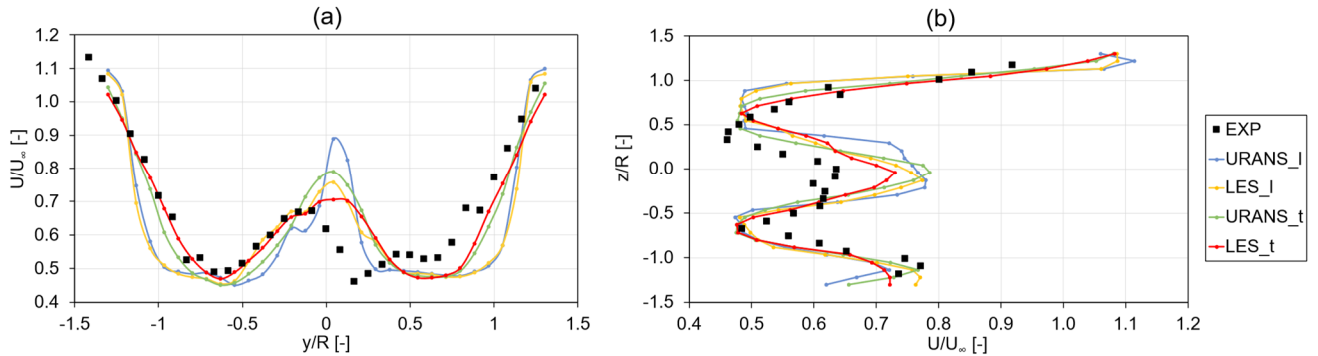 (a)
U/U∞ [-]
1.2
1.1
1.0
0.9
0.8
0.7
0.6
0.5
0.4
-1.5
-1
-0.5
0
0.5
1
1.5
y/R [-]
(b)
z/R [-]
1.5
1.0
0.5
0.0
-0.5
-1.0
-1.5
0.4
0.5
0.6
0.7
0.8
0.9
1.0
1.1
1.2
U/U∞ [-]
EXP
URANS_l
LES_l
URANS_t
LES_t